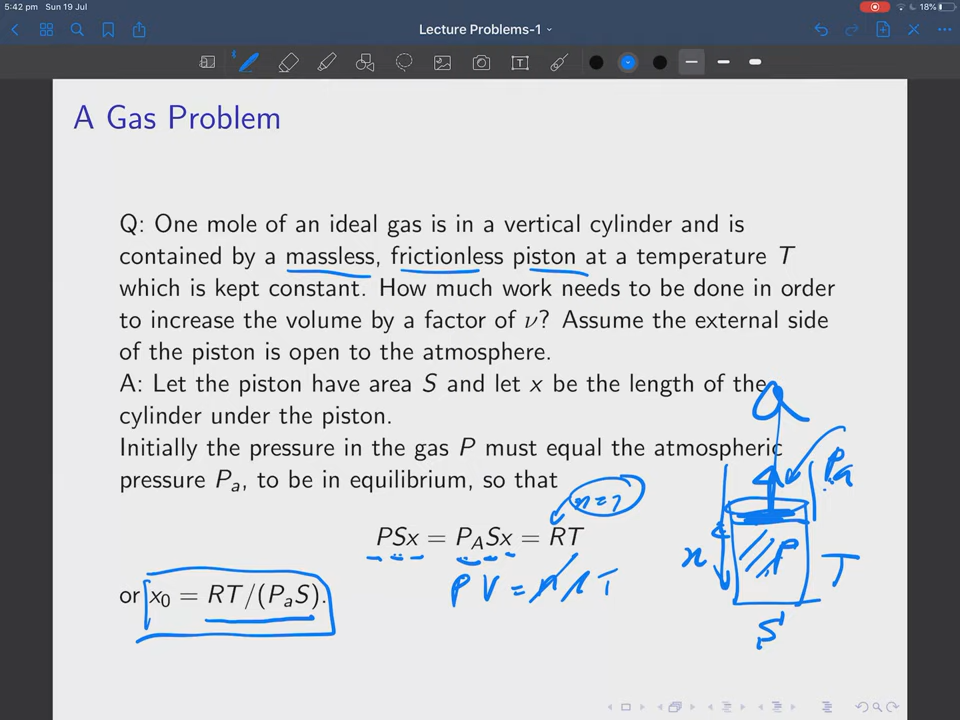 5:42 pm Sun 19 Jul
18%
Lecture Problems-1
A Gas Problem
Q: One mole of an ideal gas is in a vertical cylinder and is
contained by a massless, frictionless piston at a temperature T
which is kept constant. How much work needs to be done in order
to increase the volume by a factor of ν? Assume the external side
of the piston is open to the atmosphere.
A: Let the piston have area S and let x be the length of the
cylinder under the piston.
Initially the pressure in the gas P must equal the atmospheric
pressure Pₐ, to be in equilibrium, so that
n=1
Pa
PSx = P_ASx = RT
x
P
T
PV = nRT
or x₀ = RT/(PₐS).
S